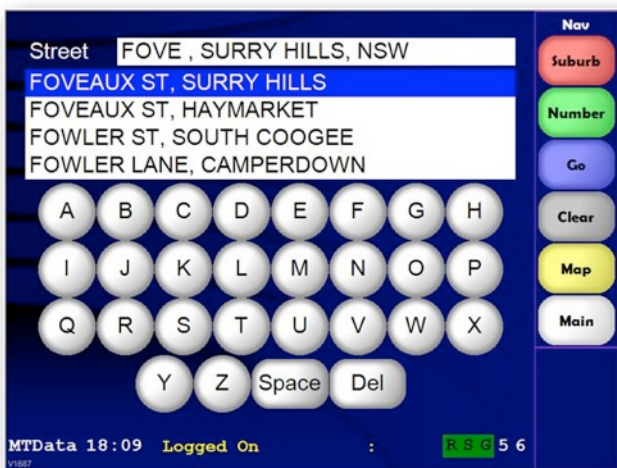 Nav
Street FOVE , SURRY HILLS, NSW
Suburb
FOVEAUX ST, SURRY HILLS
FOVEAUX ST, HAYMARKET
Number
FOWLER ST, SOUTH COOGEE
FOWLER LANE, CAMPERDOWN
Go
A B C D E F G H
Clear
I J K L M N O P
Map
Q R S T U V W X
Main
Y Z Space Del
MTData 18:09 Logged On : R S G 5 6
V1687